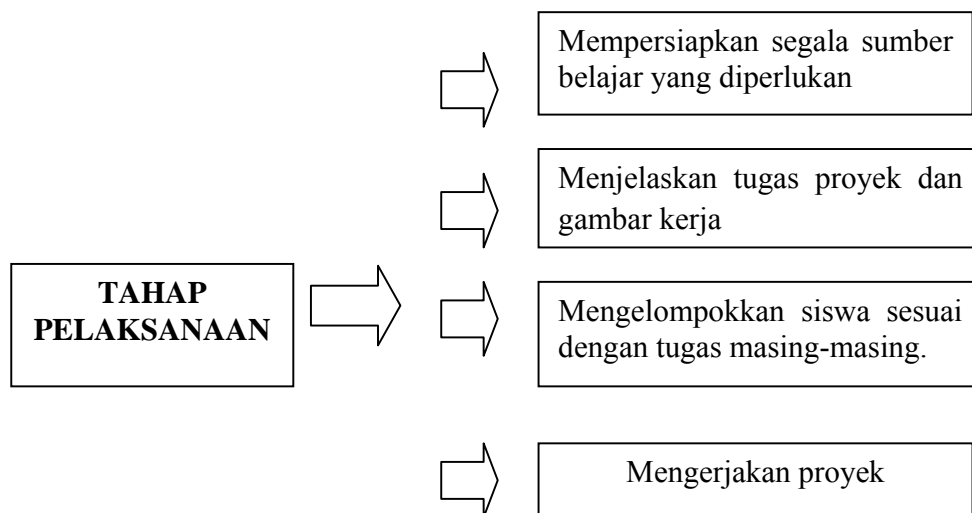 Mempersiapkan segala sumber
belajar yang diperlukan
Menjelaskan tugas proyek dan
gambar kerja
TAHAP
PELAKSANAAN
Mengelompokkan siswa sesuai
dengan tugas masing-masing.
Mengerjakan proyek